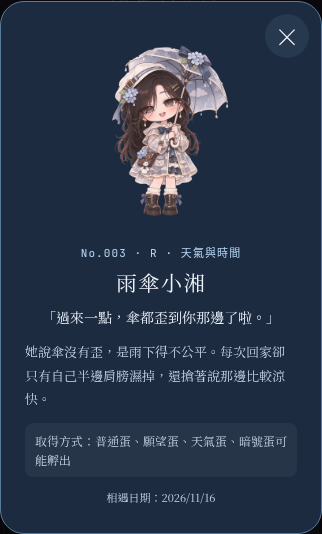 No.003 · R · 天氣與時間
雨傘小湘
「過來一點，傘都歪到你那邊了啦。」
她說傘沒有歪，是雨下得不公平。每次回家卻
只有自己半邊肩膀濕掉，還搶著說那邊比較涼
快。
取得方式：普通蛋、願望蛋、天氣蛋、暗號蛋可
能孵出
相遇日期：2026/11/16